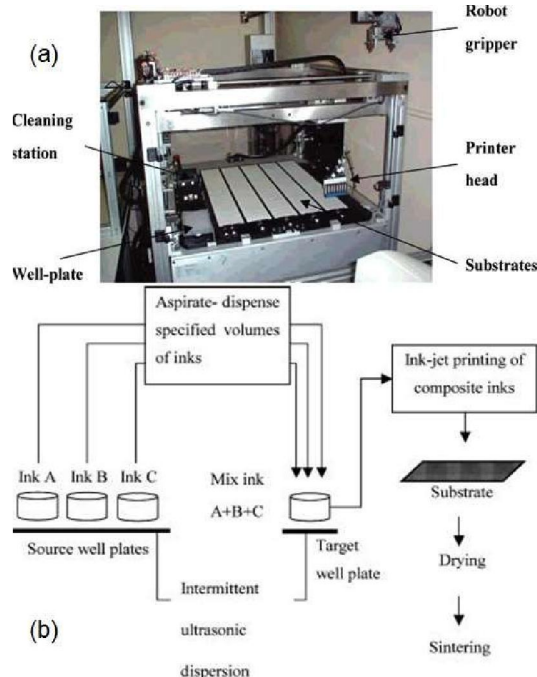 (a)
Robot
gripper
Cleaning
station
Printer
head
Well-plate
Substrates
Aspirate- dispense
specified volumes
of inks
Ink-jet printing of
composite inks
Ink A Ink B Ink C
Mix ink
A+B+C
Substrate
Source well plates
Target
well plate
Drying
Intermittent
ultrasonic
dispersion
Sintering
(b)